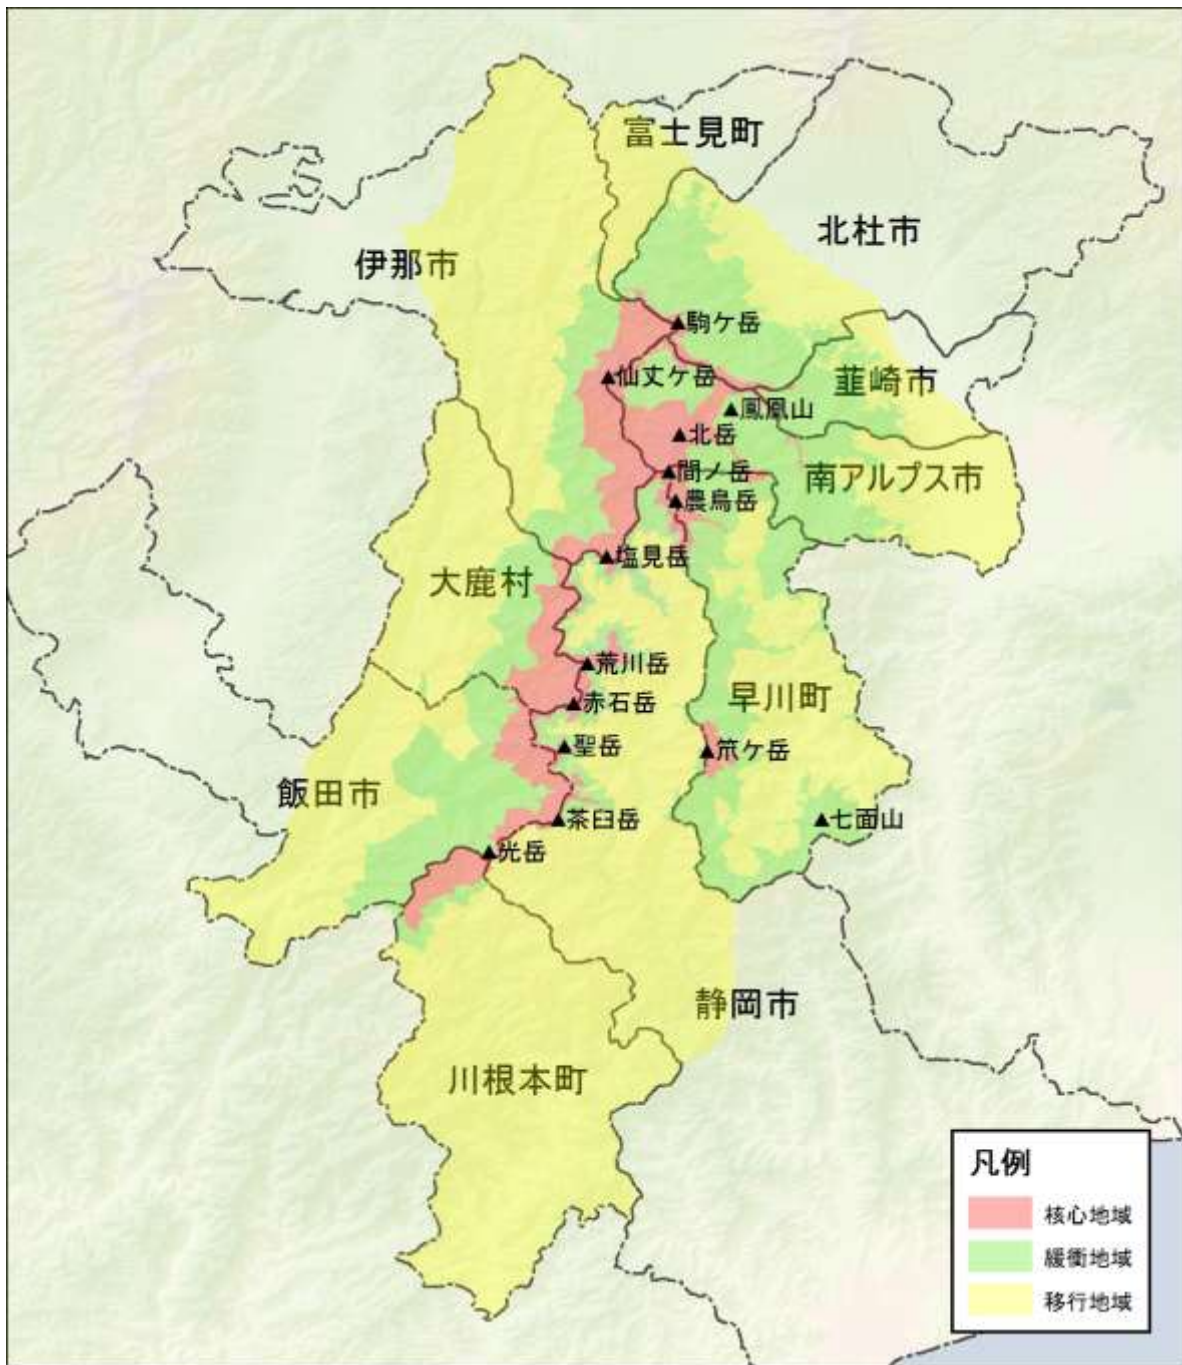 富士見町
北杜市
伊那市
▲駒ケ岳
▲仙丈ケ岳
韮崎市
▲鳳凰山
▲北岳
▲間ノ岳
南アルプス市
▲農鳥岳
▲塩見岳
大鹿村
▲荒川岳
早川町
▲赤石岳
▲聖岳
▲笊ケ岳
飯田市
▲茶臼岳
▲七面山
▲光岳
静岡市
川根本町
凡例
核心地域
緩衝地域
移行地域